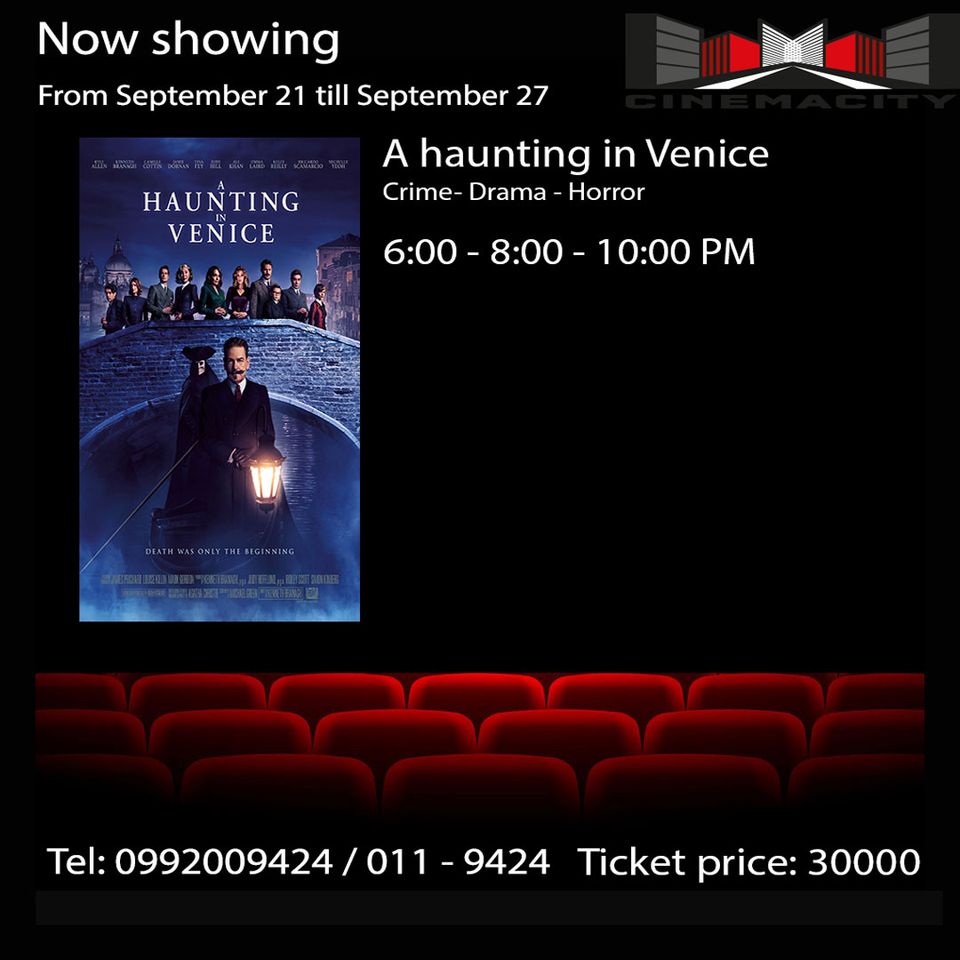 Now showing
CINEMACITY
From September 21 till September 27
A haunting in Venice
Crime- Drama - Horror
6:00 - 8:00 - 10:00 PM
KYLE ALLEN KENNETH BRANAGH CAMILLE COTTIN JAMIE DORNAN TINA FEY JUDE HILL ALI KHAN EMMA LAIRD KELLY REILLY RICCARDO SCAMARCIO MICHELLE YEOH
A
HAUNTING
IN
VENICE
DEATH WAS ONLY THE BEGINNING
Tel: 0992009424 / 011 - 9424 Ticket price: 30000